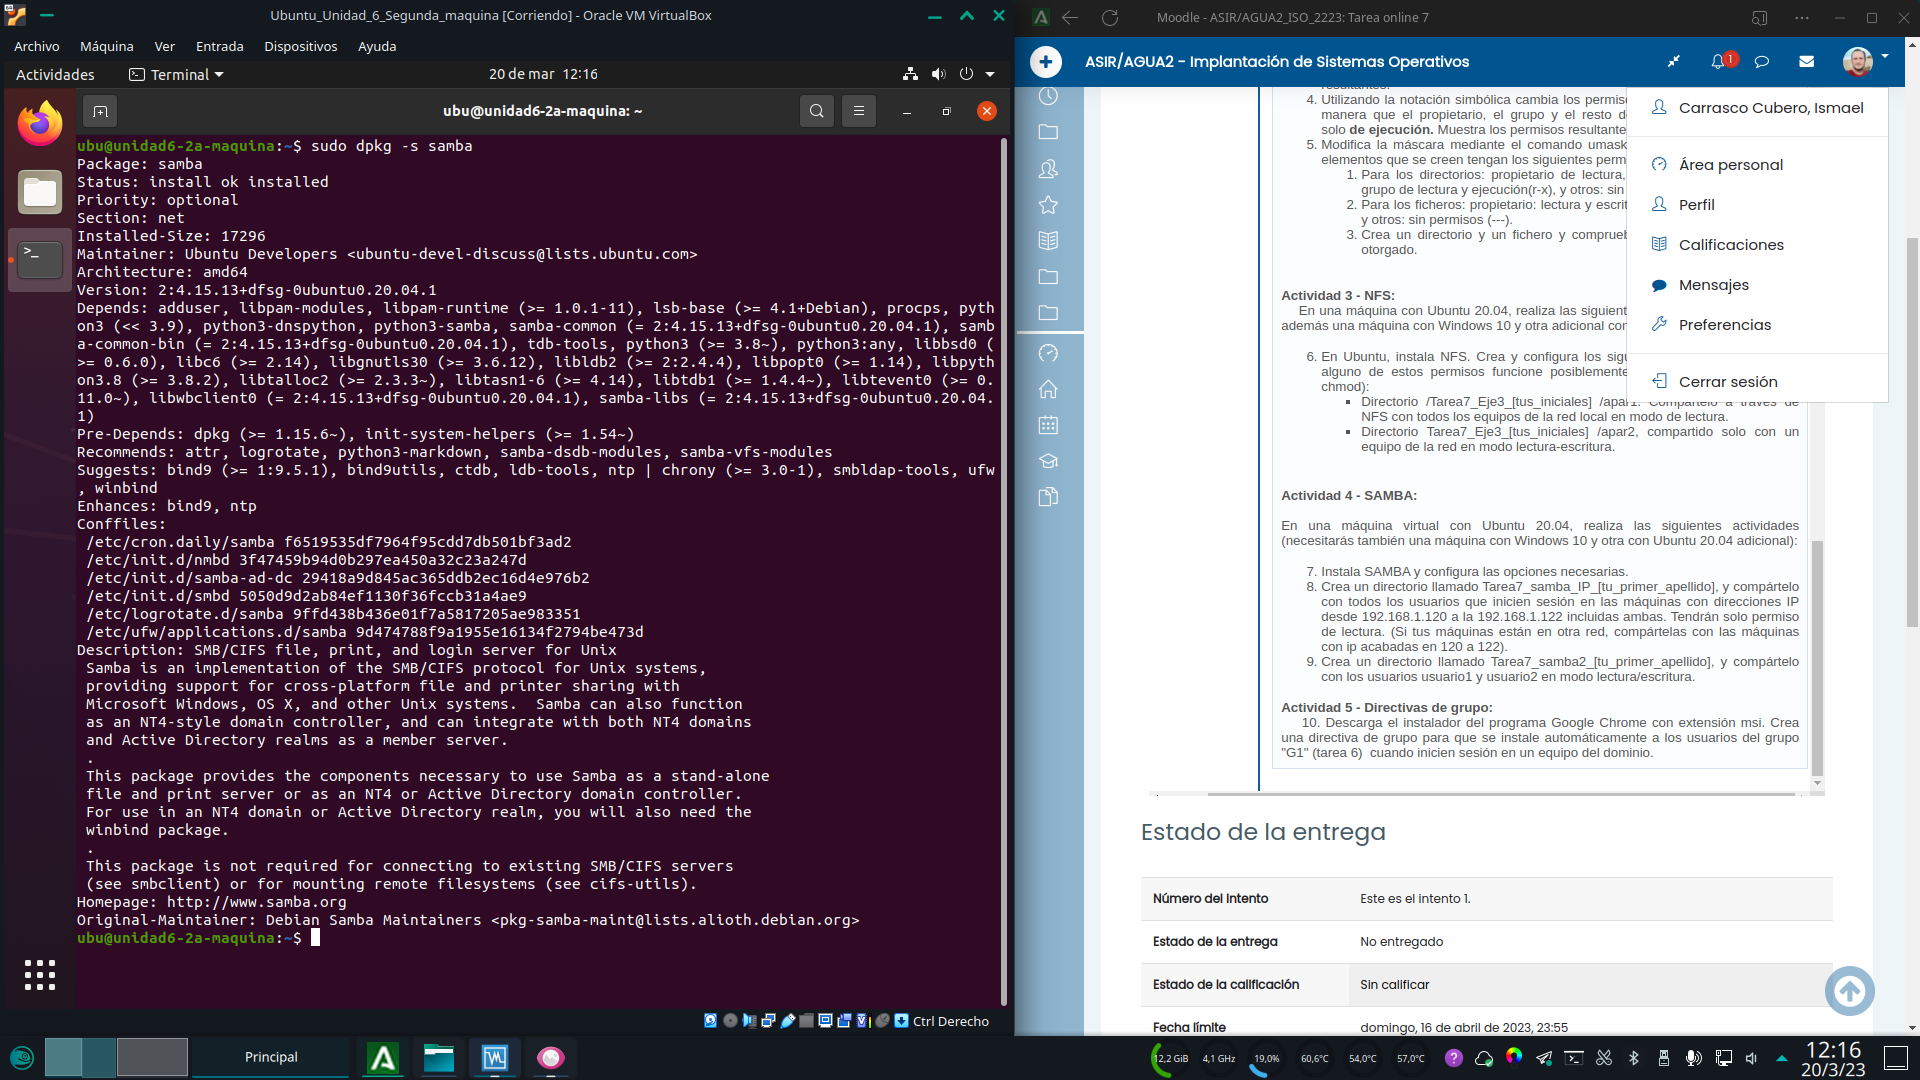 Ubuntu_Unidad_6_Segunda_maquina [Corriendo] - Oracle VM VirtualBox
Archivo Máquina Ver Entrada Dispositivos Ayuda
Actividades Terminal 20 de mar 12:16
ubu@unidad6-2a-maquina: ~
ubu@unidad6-2a-maquina:~$ sudo dpkg -s samba
Package: samba
Status: install ok installed
Priority: optional
Section: net
Installed-Size: 17296
Maintainer: Ubuntu Developers <ubuntu-devel-discuss@lists.ubuntu.com>
Architecture: amd64
Version: 2:4.15.13+dfsg-0ubuntu0.20.04.1
Depends: adduser, libpam-modules, libpam-runtime (>= 1.0.1-11), lsb-base (>= 4.1+Debian), procps, pyth
on3 (<< 3.9), python3-dnspython, python3-samba, samba-common (= 2:4.15.13+dfsg-0ubuntu0.20.04.1), samb
a-common-bin (= 2:4.15.13+dfsg-0ubuntu0.20.04.1), tdb-tools, python3 (>= 3.8~), python3:any, libbsd0 (
>= 0.6.0), libc6 (>= 2.14), libgnutls30 (>= 3.6.12), libldb2 (>= 2:2.4.4), libpopt0 (>= 1.14), libpyth
on3.8 (>= 3.8.2), libtalloc2 (>= 2.3.3~), libtasn1-6 (>= 4.14), libtdb1 (>= 1.4.4~), libtevent0 (>= 0.
11.0~), libwbclient0 (= 2:4.15.13+dfsg-0ubuntu0.20.04.1), samba-libs (= 2:4.15.13+dfsg-0ubuntu0.20.04.
1)
Pre-Depends: dpkg (>= 1.15.6~), init-system-helpers (>= 1.54~)
Recommends: attr, logrotate, python3-markdown, samba-dsdb-modules, samba-vfs-modules
Suggests: bind9 (>= 1:9.5.1), bind9utils, ctdb, ldb-tools, ntp | chrony (>= 3.0-1), smbldap-tools, ufw
, winbind
Enhances: bind9, ntp
Conffiles:
/etc/cron.daily/samba f6519535df7964f95cdd7db501bf3ad2
/etc/init.d/nmbd 3f47459b94d0b297ea450a32c23a247d
/etc/init.d/samba-ad-dc 29418a9d845ac365ddb2ec16d4e976b2
/etc/init.d/smbd 5050d9d2ab84ef1130f36fccb31a4ae9
/etc/logrotate.d/samba 9ffd438b436e01f7a5817205ae983351
/etc/ufw/applications.d/samba 9d474788f9a1955e16134f2794be473d
Description: SMB/CIFS file, print, and login server for Unix
Samba is an implementation of the SMB/CIFS protocol for Unix systems,
providing support for cross-platform file and printer sharing with
Microsoft Windows, OS X, and other Unix systems.  Samba can also function
as an NT4-style domain controller, and can integrate with both NT4 domains
and Active Directory realms as a member server.
.
This package provides the components necessary to use Samba as a stand-alone
file and print server or as an NT4 or Active Directory domain controller.
For use in an NT4 domain or Active Directory realm, you will also need the
winbind package.
.
This package is not required for connecting to existing SMB/CIFS servers
(see smbclient) or for mounting remote filesystems (see cifs-utils).
Homepage: http://www.samba.org
Original-Maintainer: Debian Samba Maintainers <pkg-samba-maint@lists.alioth.debian.org>
ubu@unidad6-2a-maquina:~$
Ctrl Derecho
Moodle - ASIR/AGUA2_ISO_2223: Tarea online 7
ASIR/AGUA2 - Implantación de Sistemas Operativos
1
Carrasco Cubero, Ismael
Área personal
Perfil
Calificaciones
Mensajes
Preferencias
Cerrar sesión
resultantes.
4. Utilizando la notación simbólica cambia los permis
manera que el propietario, el grupo y el resto d
solo de ejecución. Muestra los permisos resultante
5. Modifica la máscara mediante el comando umask
elementos que se creen tengan los siguientes perm
1. Para los directorios: propietario de lectura,
grupo de lectura y ejecución(r-x), y otros: sin
2. Para los ficheros: propietario: lectura y escrit
y otros: sin permisos (---).
3. Crea un directorio y un fichero y comprueb
otorgado.
Actividad 3 - NFS:
En una máquina con Ubuntu 20.04, realiza las siguient
además una máquina con Windows 10 y otra adicional con
6. En Ubuntu, instala NFS. Crea y configura los sigu
alguno de estos permisos funcione posiblemente
chmod):
▪ Directorio /Tarea7_Eje3_[tus_iniciales] /apar1. Compártelo a través de
NFS con todos los equipos de la red local en modo de lectura.
▪ Directorio Tarea7_Eje3_[tus_iniciales] /apar2, compartido solo con un
equipo de la red en modo lectura-escritura.
Actividad 4 - SAMBA:
En una máquina virtual con Ubuntu 20.04, realiza las siguientes actividades
(necesitarás también una máquina con Windows 10 y otra con Ubuntu 20.04 adicional):
7. Instala SAMBA y configura las opciones necesarias.
8. Crea un directorio llamado Tarea7_samba_IP_[tu_primer_apellido], y compártelo
con todos los usuarios que inicien sesión en las máquinas con direcciones IP
desde 192.168.1.120 a la 192.168.1.122 incluidas ambas. Tendrán solo permiso
de lectura. (Si tus máquinas están en otra red, compártelas con las máquinas
con ip acabadas en 120 a 122).
9. Crea un directorio llamado Tarea7_samba2_[tu_primer_apellido], y compártelo
con los usuarios usuario1 y usuario2 en modo lectura/escritura.
Actividad 5 - Directivas de grupo:
10. Descarga el instalador del programa Google Chrome con extensión msi. Crea
una directiva de grupo para que se instale automáticamente a los usuarios del grupo
"G1" (tarea 6) cuando inicien sesión en un equipo del dominio.
Estado de la entrega
Número del intento Este es el intento 1.
Estado de la entrega No entregado
Estado de la calificación Sin calificar
Fecha límite domingo, 16 de abril de 2023, 23:55
Principal
12,2 GiB 4,1 GHz 19,0% 60,6°C 54,0°C 57,0°C
12:16
20/3/23